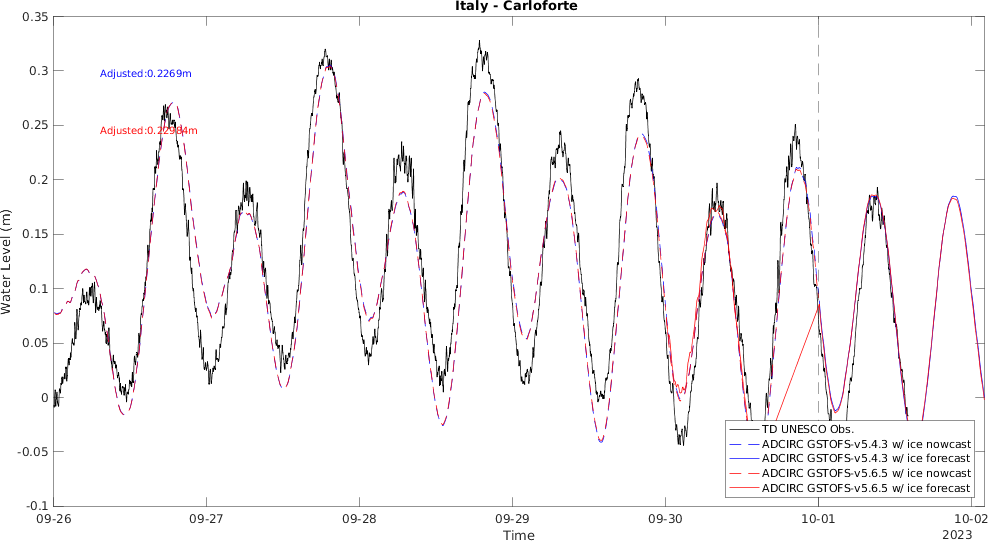 Italy - Carloforte
0.35
0.3
0.25
0.2
0.15
0.1
0.05
0
-0.05
-0.1
Water Level (m)
Adjusted:0.2269m
Adjusted:0.22984m
TD UNESCO Obs.
ADCIRC GSTOFS-v5.4.3 w/ ice nowcast
ADCIRC GSTOFS-v5.4.3 w/ ice forecast
ADCIRC GSTOFS-v5.6.5 w/ ice nowcast
ADCIRC GSTOFS-v5.6.5 w/ ice forecast
09-26 09-27 09-28 09-29 09-30 10-01 10-02
Time 2023